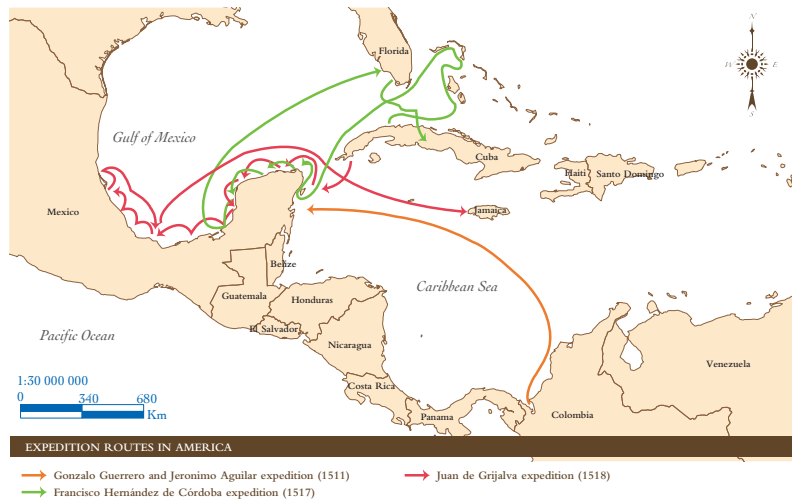 N
W E
S
Florida
Gulf of Mexico
Cuba
Haiti Santo Domingo
Mexico
Jamaica
Belize
Caribbean Sea
Guatemala
Honduras
El Salvador
Pacific Ocean
Nicaragua
Venezuela
1:30 000 000
Costa Rica
0 340 680
Km
Panama
Colombia
EXPEDITION ROUTES IN AMERICA
Gonzalo Guerrero and Jeronimo Aguilar expedition (1511)
Juan de Grijalva expedition (1518)
Francisco Hernández de Córdoba expedition (1517)